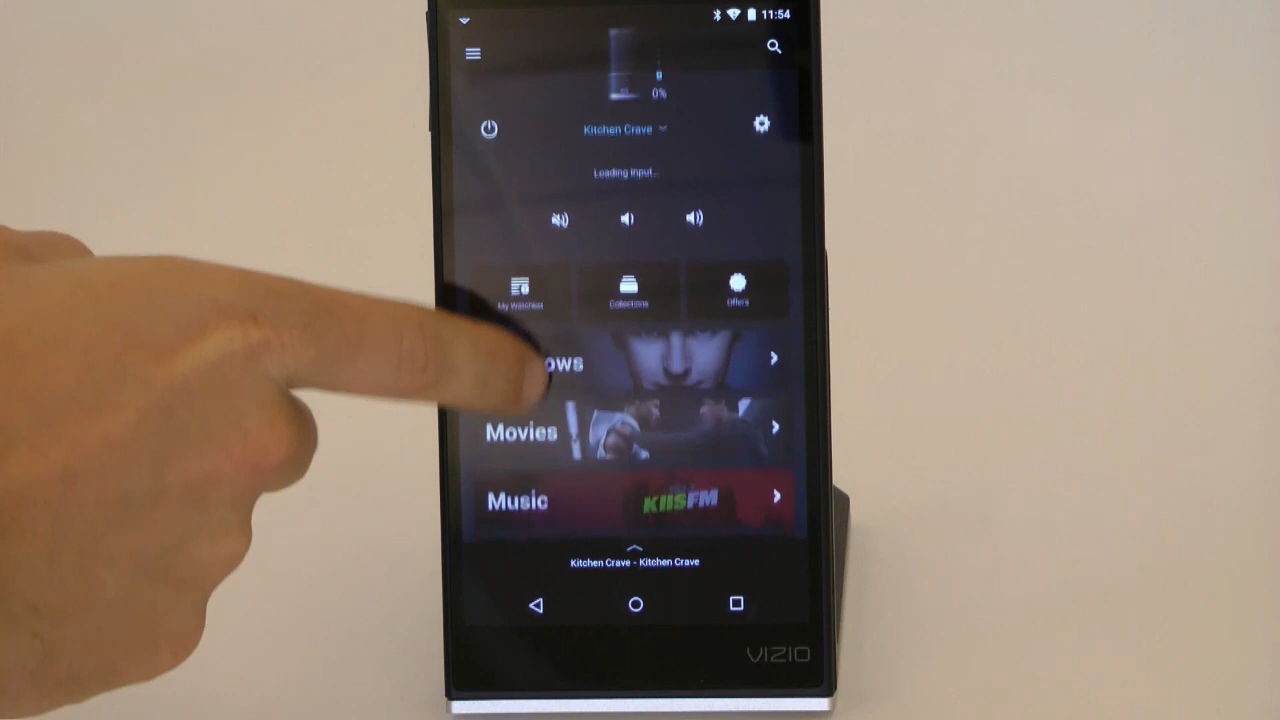 11:54
0%
Kitchen Crave
Loading Input...
My Watchlist
Collections
Offers
Movies
Music
KIISFM
Kitchen Crave - Kitchen Crave
VIZIO